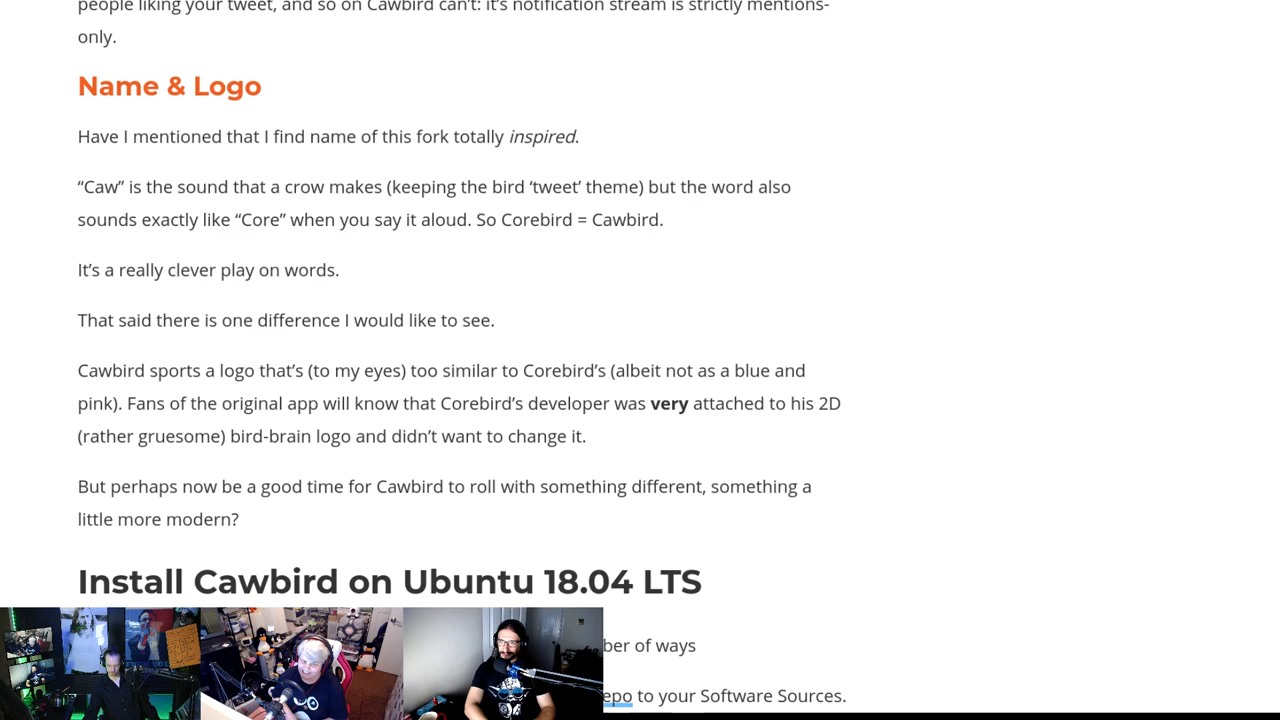 people liking your tweet, and so on Cawbird can't: it's notification stream is strictly mentions-
only.
Name & Logo
Have I mentioned that I find name of this fork totally inspired.
“Caw” is the sound that a crow makes (keeping the bird ‘tweet’ theme) but the word also
sounds exactly like “Core” when you say it aloud. So Corebird = Cawbird.
It’s a really clever play on words.
That said there is one difference I would like to see.
Cawbird sports a logo that’s (to my eyes) too similar to Corebird’s (albeit not as a blue and
pink). Fans of the original app will know that Corebird’s developer was very attached to his 2D
(rather gruesome) bird-brain logo and didn’t want to change it.
But perhaps now be a good time for Cawbird to roll with something different, something a
little more modern?
Install Cawbird on Ubuntu 18.04 LTS
ber of ways
epo to your Software Sources.